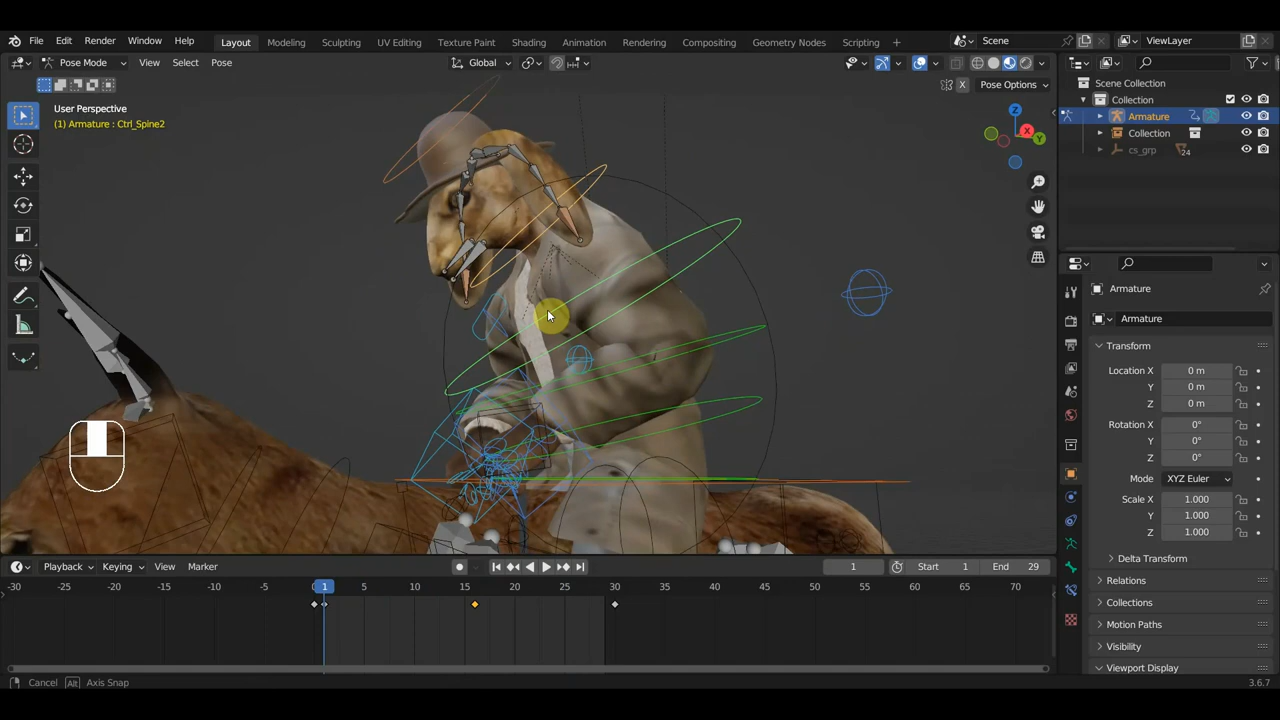 File Edit Render Window Help Layout Modeling Sculpting UV Editing Texture Paint Shading Animation Rendering Compositing Geometry Nodes Scripting + Scene ViewLayer
Pose Mode View Select Pose Global
X Pose Options
User Perspective
(1) Armature : Ctrl_Spine2
Z
X
Y
Scene Collection
Collection
Armature
Collection
cs_grp 24
Armature
Armature
Transform
Location X 0 m
Y 0 m
Z 0 m
Rotation X 0°
Y 0°
Z 0°
Mode XYZ Euler
Scale X 1.000
Y 1.000
Z 1.000
Delta Transform
Relations
Collections
Motion Paths
Visibility
Viewport Display
Playback Keying View Marker 1 Start 1 End 29
-30 -25 -20 -15 -10 -5 1 5 10 15 20 25 30 35 40 45 50 55 60 65 70
Cancel Alt Axis Snap 3.6.7